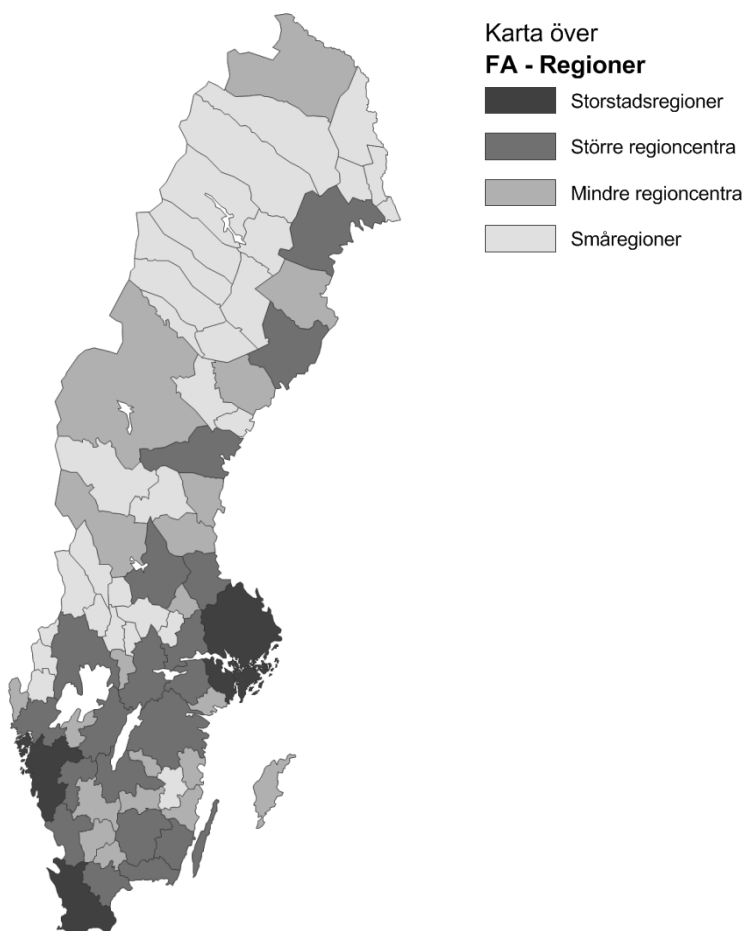 Karta över
FA - Regioner
Storstadsregioner
Större regioncentra
Mindre regioncentra
Småregioner